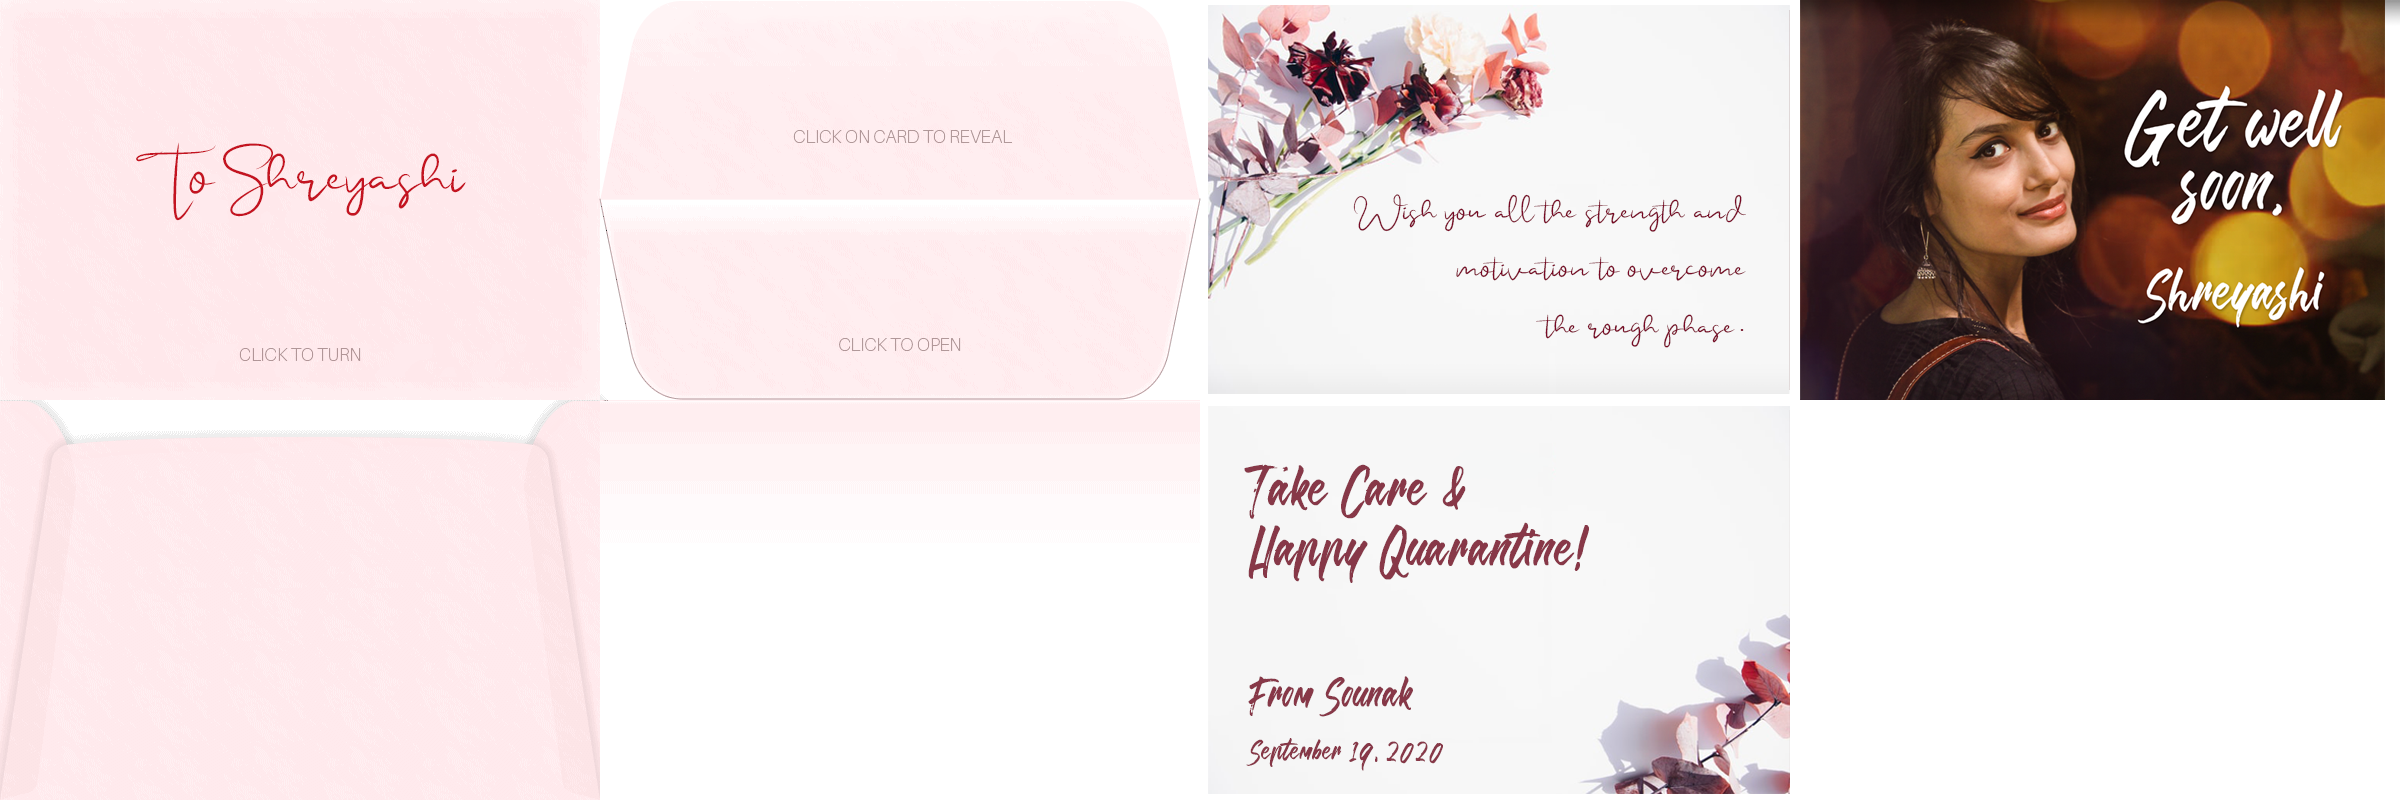 To Shreyashi
CLICK TO TURN
CLICK ON CARD TO REVEAL
CLICK TO OPEN
Wish you all the strength and
motivation to overcome
the rough phase.
Get well
soon,
Shreyashi
Take Care &
Happy Quarantine!
From Sounak
September 19, 2020